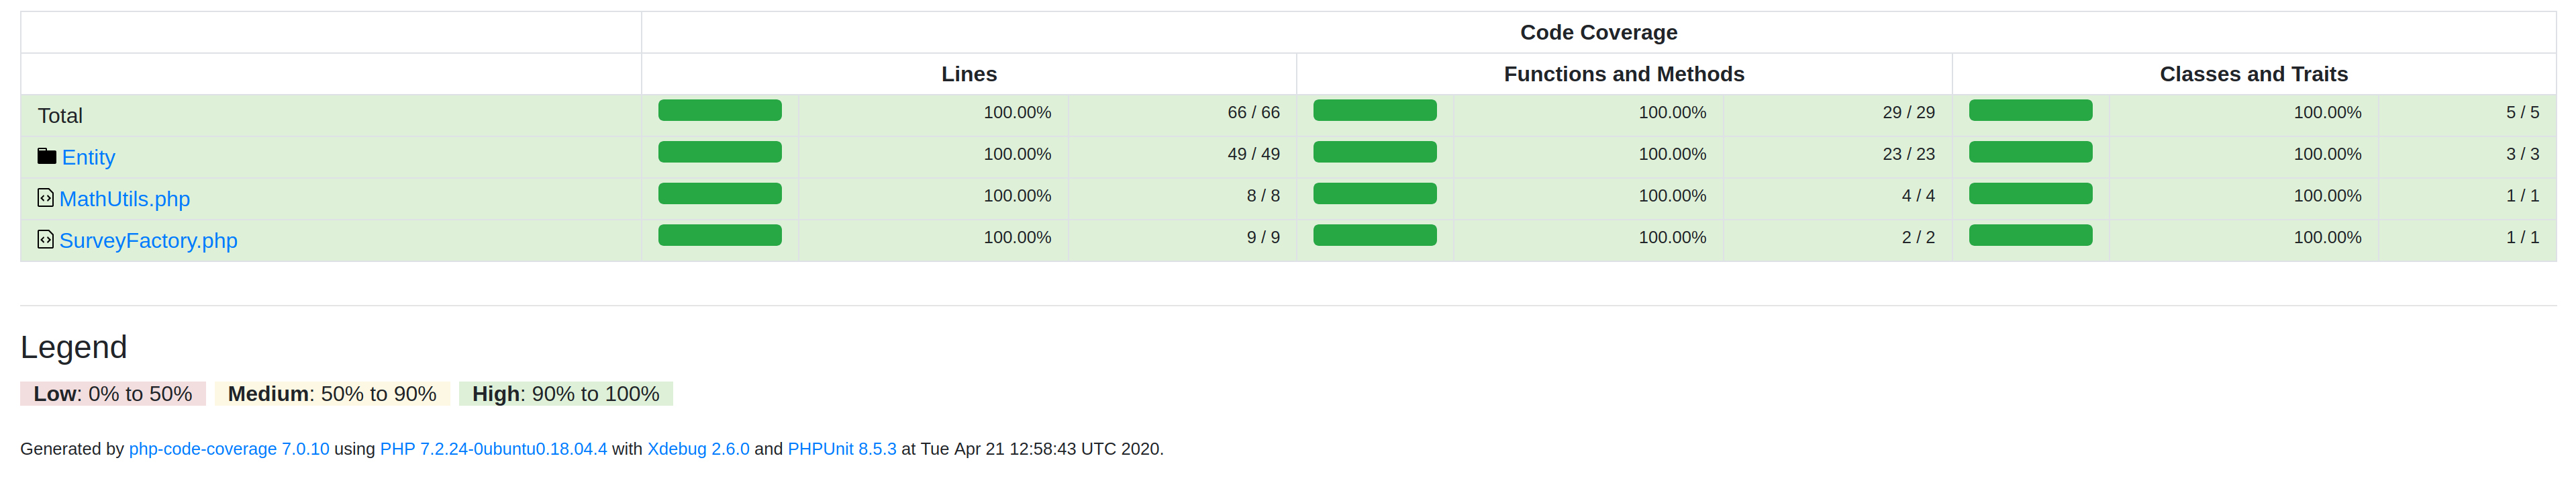 Code Coverage
Lines Functions and Methods Classes and Traits
Total 100.00% 66 / 66 100.00% 29 / 29 100.00% 5 / 5
Entity 100.00% 49 / 49 100.00% 23 / 23 100.00% 3 / 3
MathUtils.php 100.00% 8 / 8 100.00% 4 / 4 100.00% 1 / 1
SurveyFactory.php 100.00% 9 / 9 100.00% 2 / 2 100.00% 1 / 1
Legend
Low: 0% to 50% Medium: 50% to 90% High: 90% to 100%
Generated by php-code-coverage 7.0.10 using PHP 7.2.24-0ubuntu0.18.04.4 with Xdebug 2.6.0 and PHPUnit 8.5.3 at Tue Apr 21 12:58:43 UTC 2020.